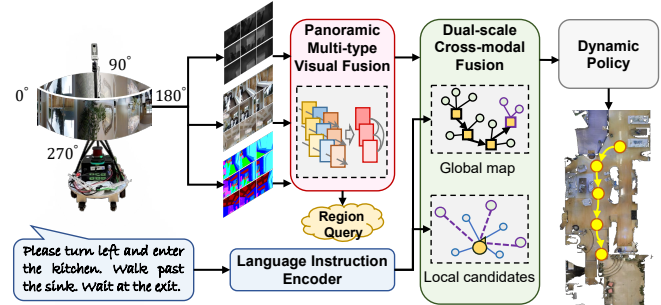 90°
0°
180°
270°
Please turn left and enter
the kitchen. Walk past
the sink. Wait at the exit.
Panoramic
Multi-type
Visual Fusion
Region
Query
Language Instruction
Encoder
Dual-scale
Cross-modal
Fusion
Global map
Local candidates
Dynamic
Policy